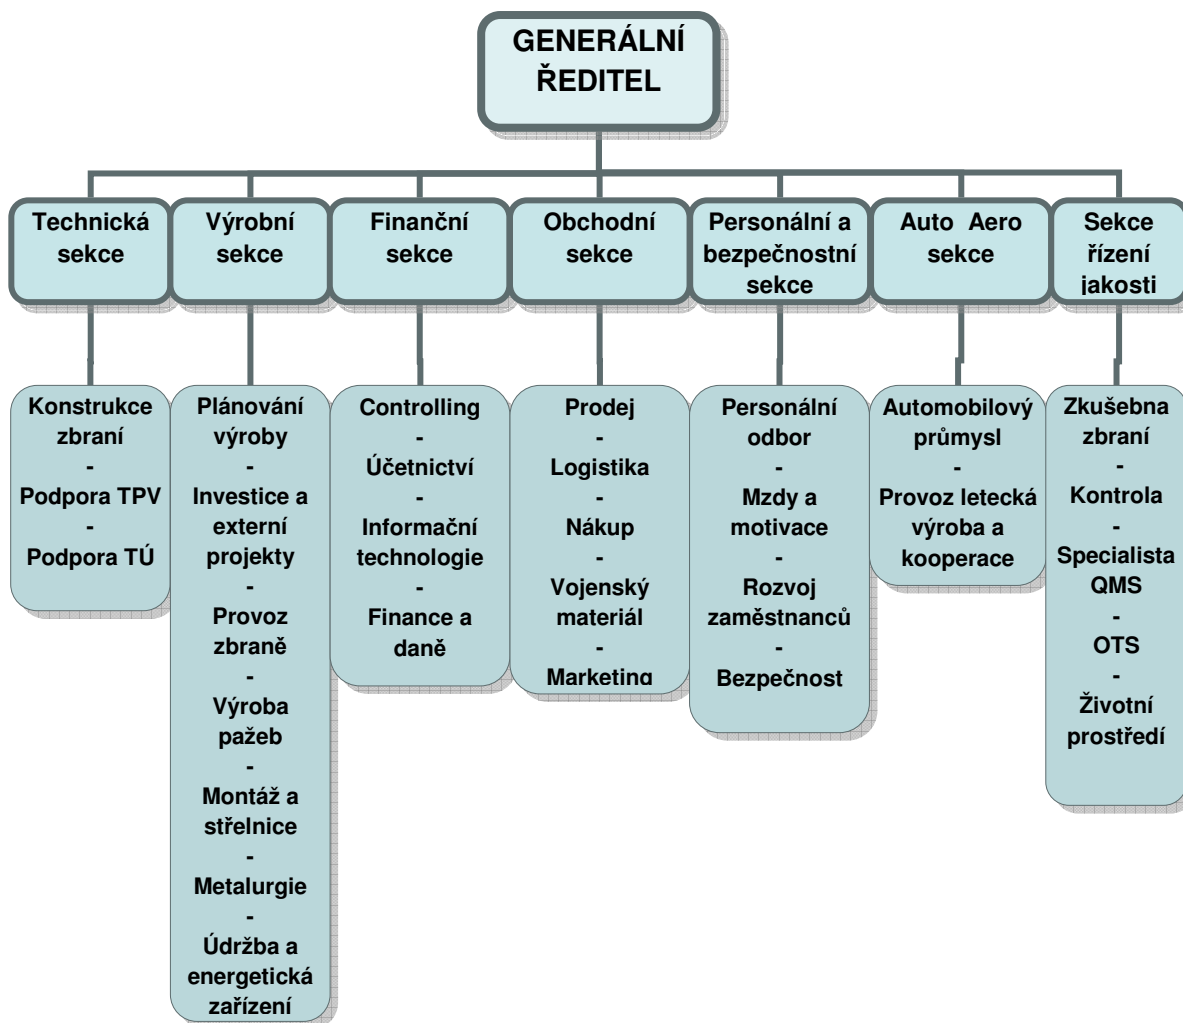 GENERÁLNÍ
ŘEDITEL
Technická
sekce
Výrobní
sekce
Finanční
sekce
Obchodní
sekce
Personální a
bezpečnostní
sekce
Auto Aero
sekce
Sekce
řízení
jakosti
Konstrukce
zbraní
-
Podpora TPV
-
Podpora TÚ
Plánování
výroby
-
Investice a
externí
projekty
-
Provoz
zbraně
-
Výroba
pažeb
-
Montáž a
střelnice
-
Metalurgie
-
Údržba a
energetická
zařízení
Controlling
-
Účetnictví
-
Informační
technologie
-
Finance a
daně
Prodej
-
Logistika
-
Nákup
-
Vojenský
materiál
-
Marketing
Personální
odbor
-
Mzdy a
motivace
-
Rozvoj
zaměstnanců
-
Bezpečnost
Automobilový
průmysl
-
Provoz letecká
výroba a
kooperace
Zkušebna
zbraní
-
Kontrola
-
Specialista
QMS
-
OTS
-
Životní
prostředí